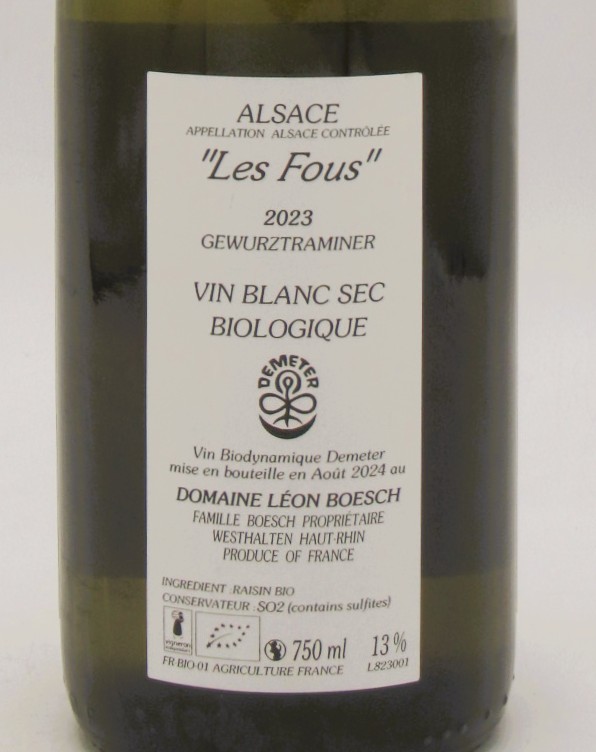 ALSACE
APPELLATION ALSACE CONTRÔLÉE
"Les Fous"
2023
GEWURZTRAMINER
VIN BLANC SEC
BIOLOGIQUE
DEMETER
Vin Biodynamique Demeter
mise en bouteille en Août 2024 au
DOMAINE LÉON BOESCH
FAMILLE BOESCH PROPRIÉTAIRE
WESTHALTEN HAUT-RHIN
PRODUCE OF FRANCE
INGREDIENT : RAISIN BIO
CONSERVATEUR : SO2 (contains sulfites)
vigneron
750 ml 13 %
FR-BIO-01 AGRICULTURE FRANCE L823001